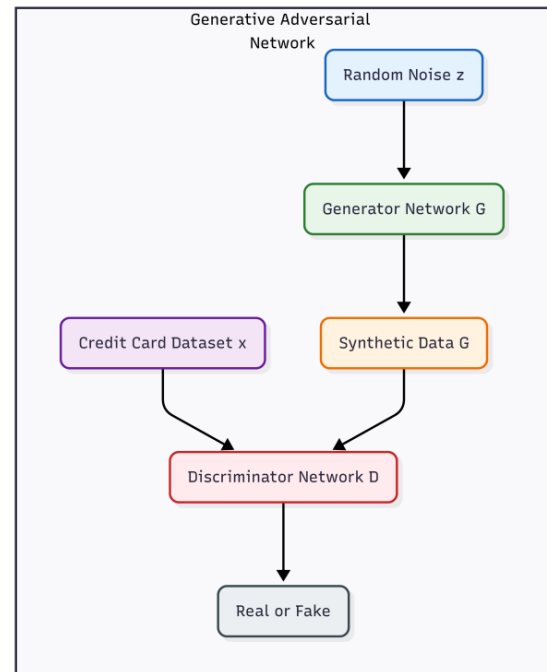 Generative Adversarial
Network
Random Noise z
Generator Network G
Credit Card Dataset x
Synthetic Data G
Discriminator Network D
Real or Fake